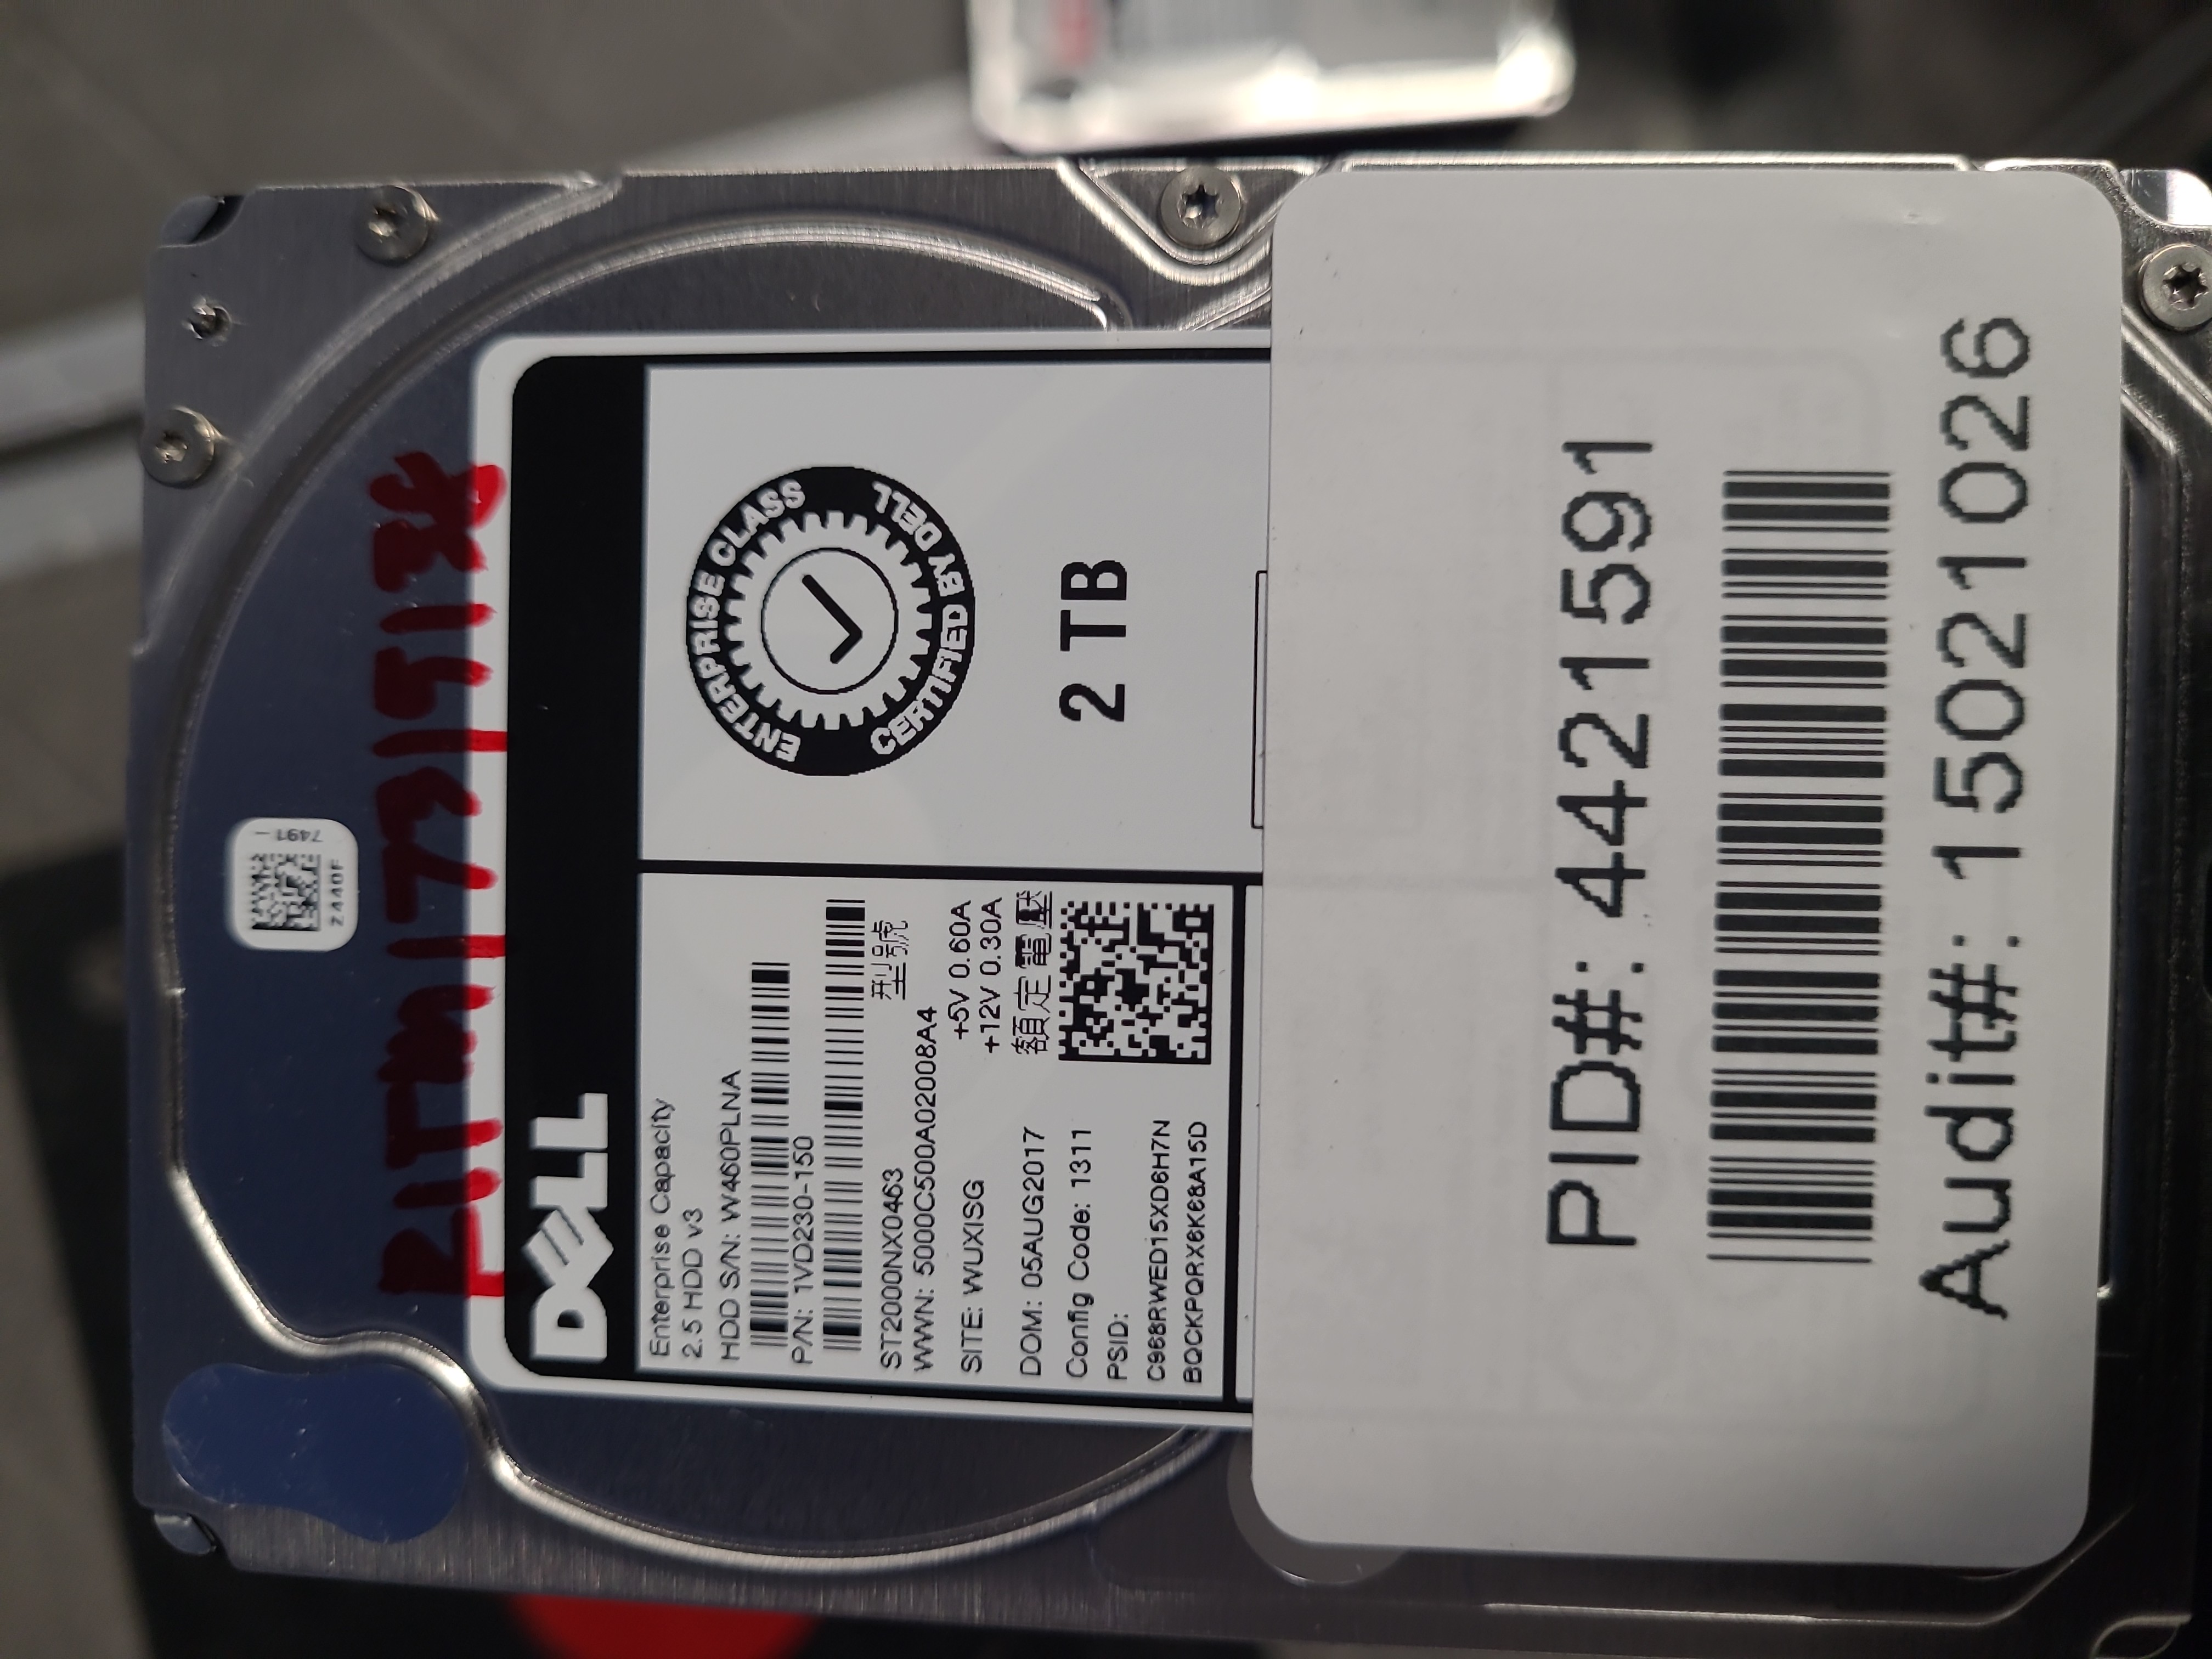 7491-
Z440F
RITM17319138
DELL
Enterprise Capacity
2.5 HDD v3
HDD S/N: W460PLNA
P/N: 1VD230-150
ST2000NX0463 型號
WWN: 5000C500A02008A4
SITE: WUXISG
+5V 0.60A
+12V 0.30A
DOM: 05AUG2017
額定電壓
Config Code: 1311
PSID:
C968RWED15XD6H7N
BQCKPQRX6K68A15D
ENTERPRISE CLASS
CERTIFIED BY DELL
2 TB
PID#: 4421591
Audit#: 15021026